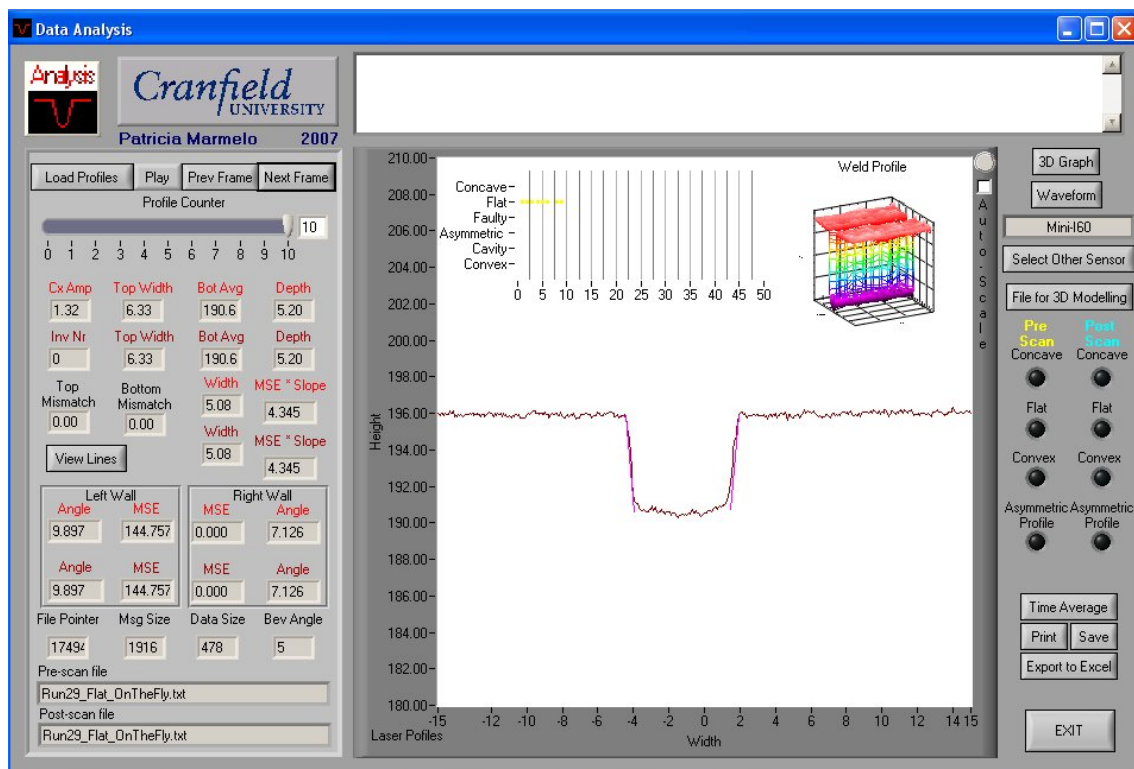 Data Analysis
Analysis
Cranfield
UNIVERSITY
Patricia Marmelo 2007
Load Profiles Play Prev Frame Next Frame
Profile Counter
10
0 1 2 3 4 5 6 7 8 9 10
Cx Amp Top Width Bot Avg Depth
1.32 6.33 190.6 5.20
Inv Nr Top Width Bot Avg Depth
0 6.33 190.6 5.20
Top Mismatch Bottom Mismatch Width MSE * Slope
0.00 0.00 5.08 4.345
Width MSE * Slope
View Lines 5.08 4.345
Left Wall Right Wall
Angle MSE MSE Angle
9.897 144.757 0.000 7.126
Angle MSE MSE Angle
9.897 144.757 0.000 7.126
File Pointer Msg Size Data Size Bev Angle
1749 1916 478 5
Pre-scan file
Run29_Flat_OnTheFly.txt
Post-scan file
Run29_Flat_OnTheFly.txt
210.00
208.00
206.00
204.00
202.00
200.00
198.00
196.00
194.00
192.00
190.00
188.00
186.00
184.00
182.00
180.00
Height
Concave
Flat
Faulty
Asymmetric
Cavity
Convex
0 5 10 15 20 25 30 35 40 45 50
Weld Profile
Auto-Scale
-15 -12 -10 -8 -6 -4 -2 0 2 4 6 8 10 12 14 15
Laser Pofiles
Width
3D Graph
Waveform
Mini-I60
Select Other Sensor
File for 3D Modelling
Pre Scan Post Scan
Concave Concave
Flat Flat
Convex Convex
Asymmetric Profile Asymmetric Profile
Time Average
Print Save
Export to Excel
EXIT